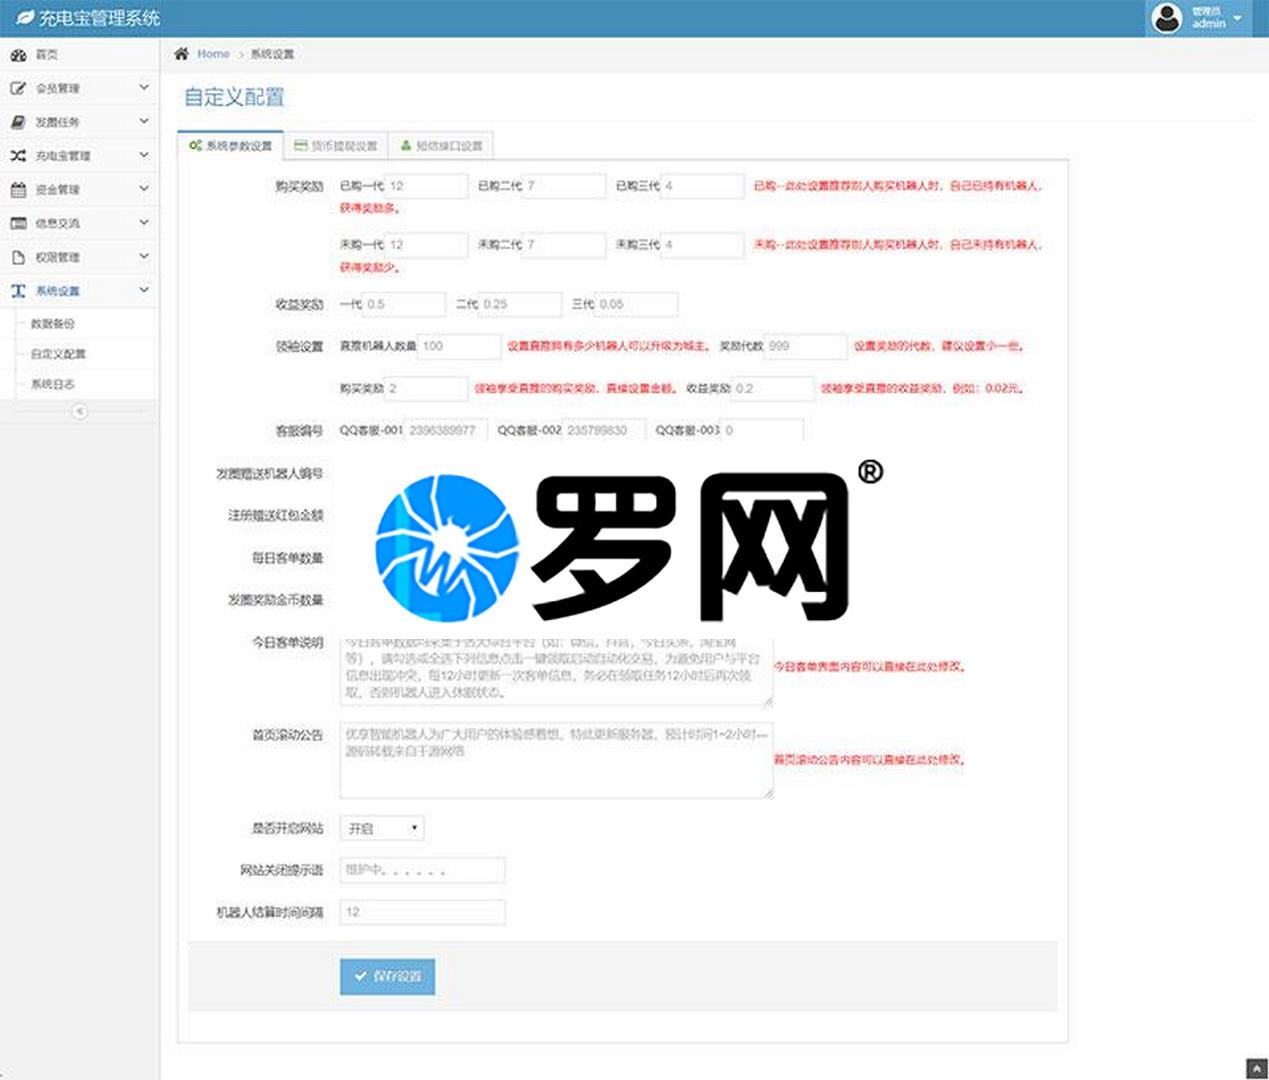 充电宝管理系统
管理员
admin
首页
Home > 系统设置
会员管理
自定义配置
发圈任务
系统参数设置
货币提现设置
短信接口设置
充电宝管理
资金管理
信息交流
权限管理
系统设置
数据备份
自定义配置
系统日志
购买奖励 已购一代 12 已购二代 7 已购三代 4 已购--此处设置推荐别人购买机器人时，自己已持有机器人，
获得奖励多。
未购一代 12 未购二代 7 未购三代 4 未购--此处设置推荐别人购买机器人时，自己未持有机器人，
获得奖励少。
收益奖励 一代 0.5 二代 0.25 三代 0.05
领袖设置 直推机器人数量 100 设置直推拥有多少机器人可以升级为城主。 奖励代数 999 设置奖励的代数，建议设置小一些。
购买奖励 2 领袖享受直推的购买奖励，直接设置金额。 收益奖励 0.2 领袖享受直推的收益奖励，例如：0.02元。
客服编号 QQ客服-001 2396389977 QQ客服-002 235799830 QQ客服-003 0
发圈赠送机器人编号
注册赠送红包金额
每日客单数量
发圈奖励金币数量
罗网®
今日客单说明
今日客单数据均采集于各大综合平台（如：微信，抖音，今日头条，淘宝网
等），请勾选或全选下列信息点击一键领取启动自动化交易，为避免用户与平台
信息出现冲突，每12小时更新一次客单信息，务必在领取任务12小时后再次领
取，否则机器人进入休眠状态。
今日客单界面内容可以直接在此处修改。
首页滚动公告
优享智能机器人为广大用户的体验感着想，特此更新服务器，预计时间1~2小时---
源码转载来自千源网络
首页滚动公告内容可以直接在此处修改。
是否开启网站 开启
网站关闭提示语 维护中。。。。。。
机器人结算时间间隔 12
保存设置